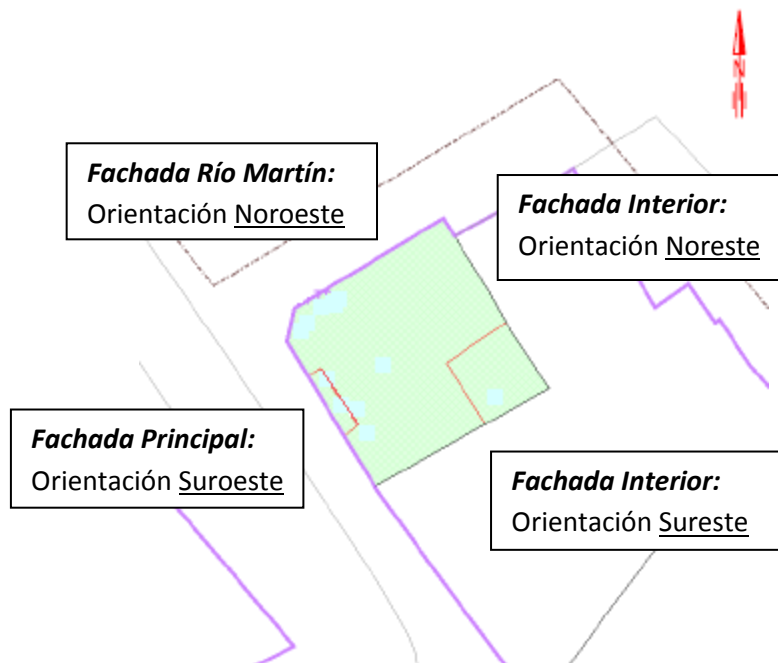 N
Fachada Río Martín:
Orientación Noroeste
Fachada Interior:
Orientación Noreste
Fachada Principal:
Orientación Suroeste
Fachada Interior:
Orientación Sureste